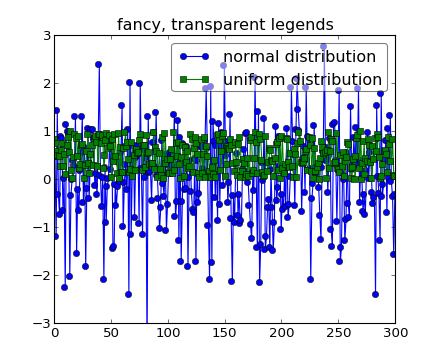 fancy, transparent legends
normal distribution
uniform distribution
3
2
1
0
−1
−2
−3
0 50 100 150 200 250 300